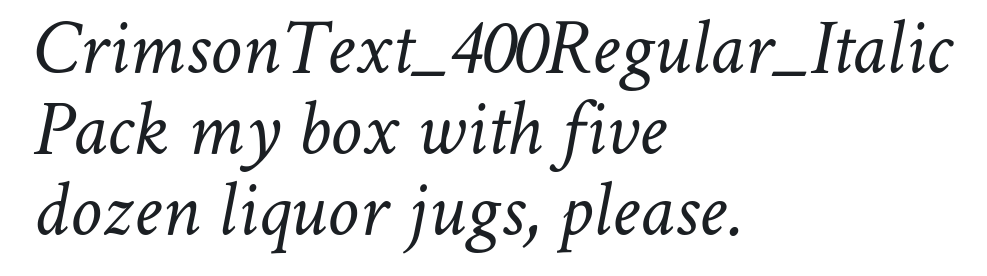 CrimsonText_400Regular_Italic
Pack my box with five
dozen liquor jugs, please.